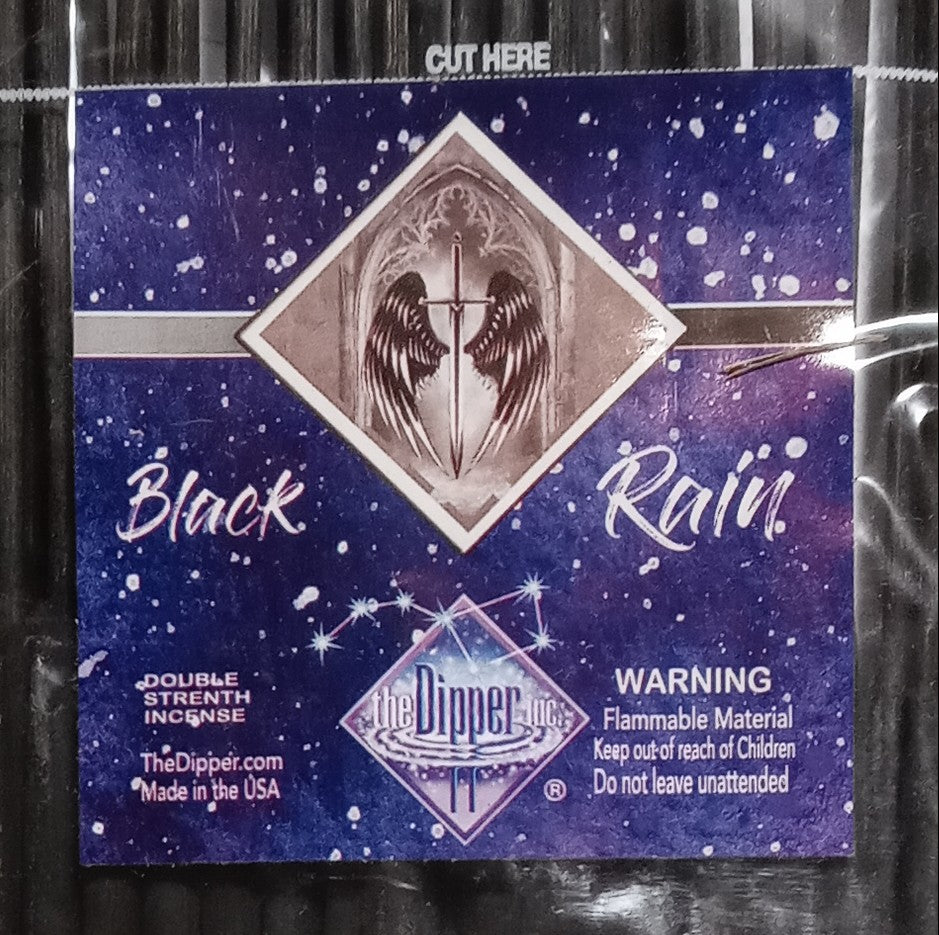 CUT HERE
Black Rain
the Dipper inc.
®
DOUBLE
STRENTH
INCENSE
TheDipper.com
Made in the USA
WARNING
Flammable Material
Keep out of reach of Children
Do not leave unattended